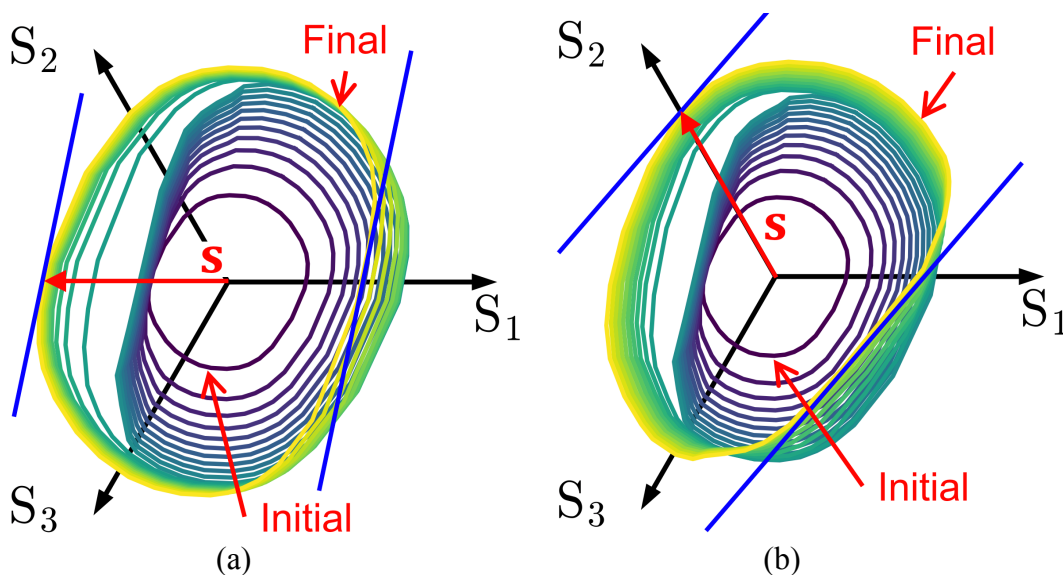 Final
S₂
s
S₁
S₃
Initial
(a)
Final
S₂
s
S₁
S₃
Initial
(b)